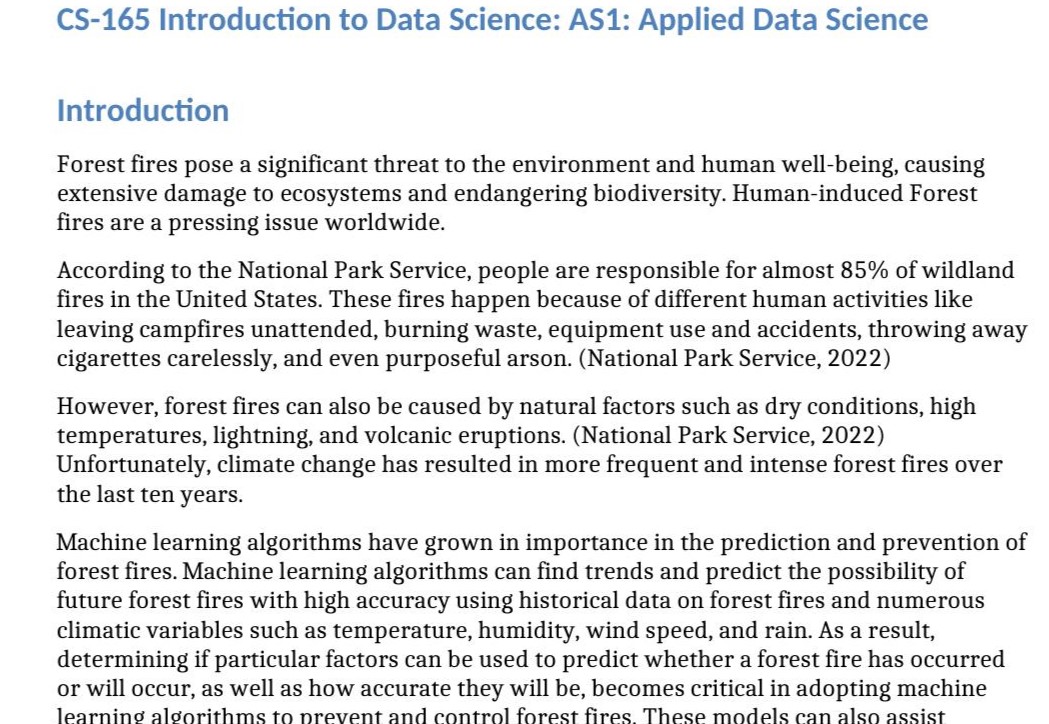 CS-165 Introduction to Data Science: AS1: Applied Data Science
Introduction
Forest fires pose a significant threat to the environment and human well-being, causing
extensive damage to ecosystems and endangering biodiversity. Human-induced Forest
fires are a pressing issue worldwide.
According to the National Park Service, people are responsible for almost 85% of wildland
fires in the United States. These fires happen because of different human activities like
leaving campfires unattended, burning waste, equipment use and accidents, throwing away
cigarettes carelessly, and even purposeful arson. (National Park Service, 2022)
However, forest fires can also be caused by natural factors such as dry conditions, high
temperatures, lightning, and volcanic eruptions. (National Park Service, 2022)
Unfortunately, climate change has resulted in more frequent and intense forest fires over
the last ten years.
Machine learning algorithms have grown in importance in the prediction and prevention of
forest fires. Machine learning algorithms can find trends and predict the possibility of
future forest fires with high accuracy using historical data on forest fires and numerous
climatic variables such as temperature, humidity, wind speed, and rain. As a result,
determining if particular factors can be used to predict whether a forest fire has occurred
or will occur, as well as how accurate they will be, becomes critical in adopting machine
learning algorithms to prevent and control forest fires. These models can also assist